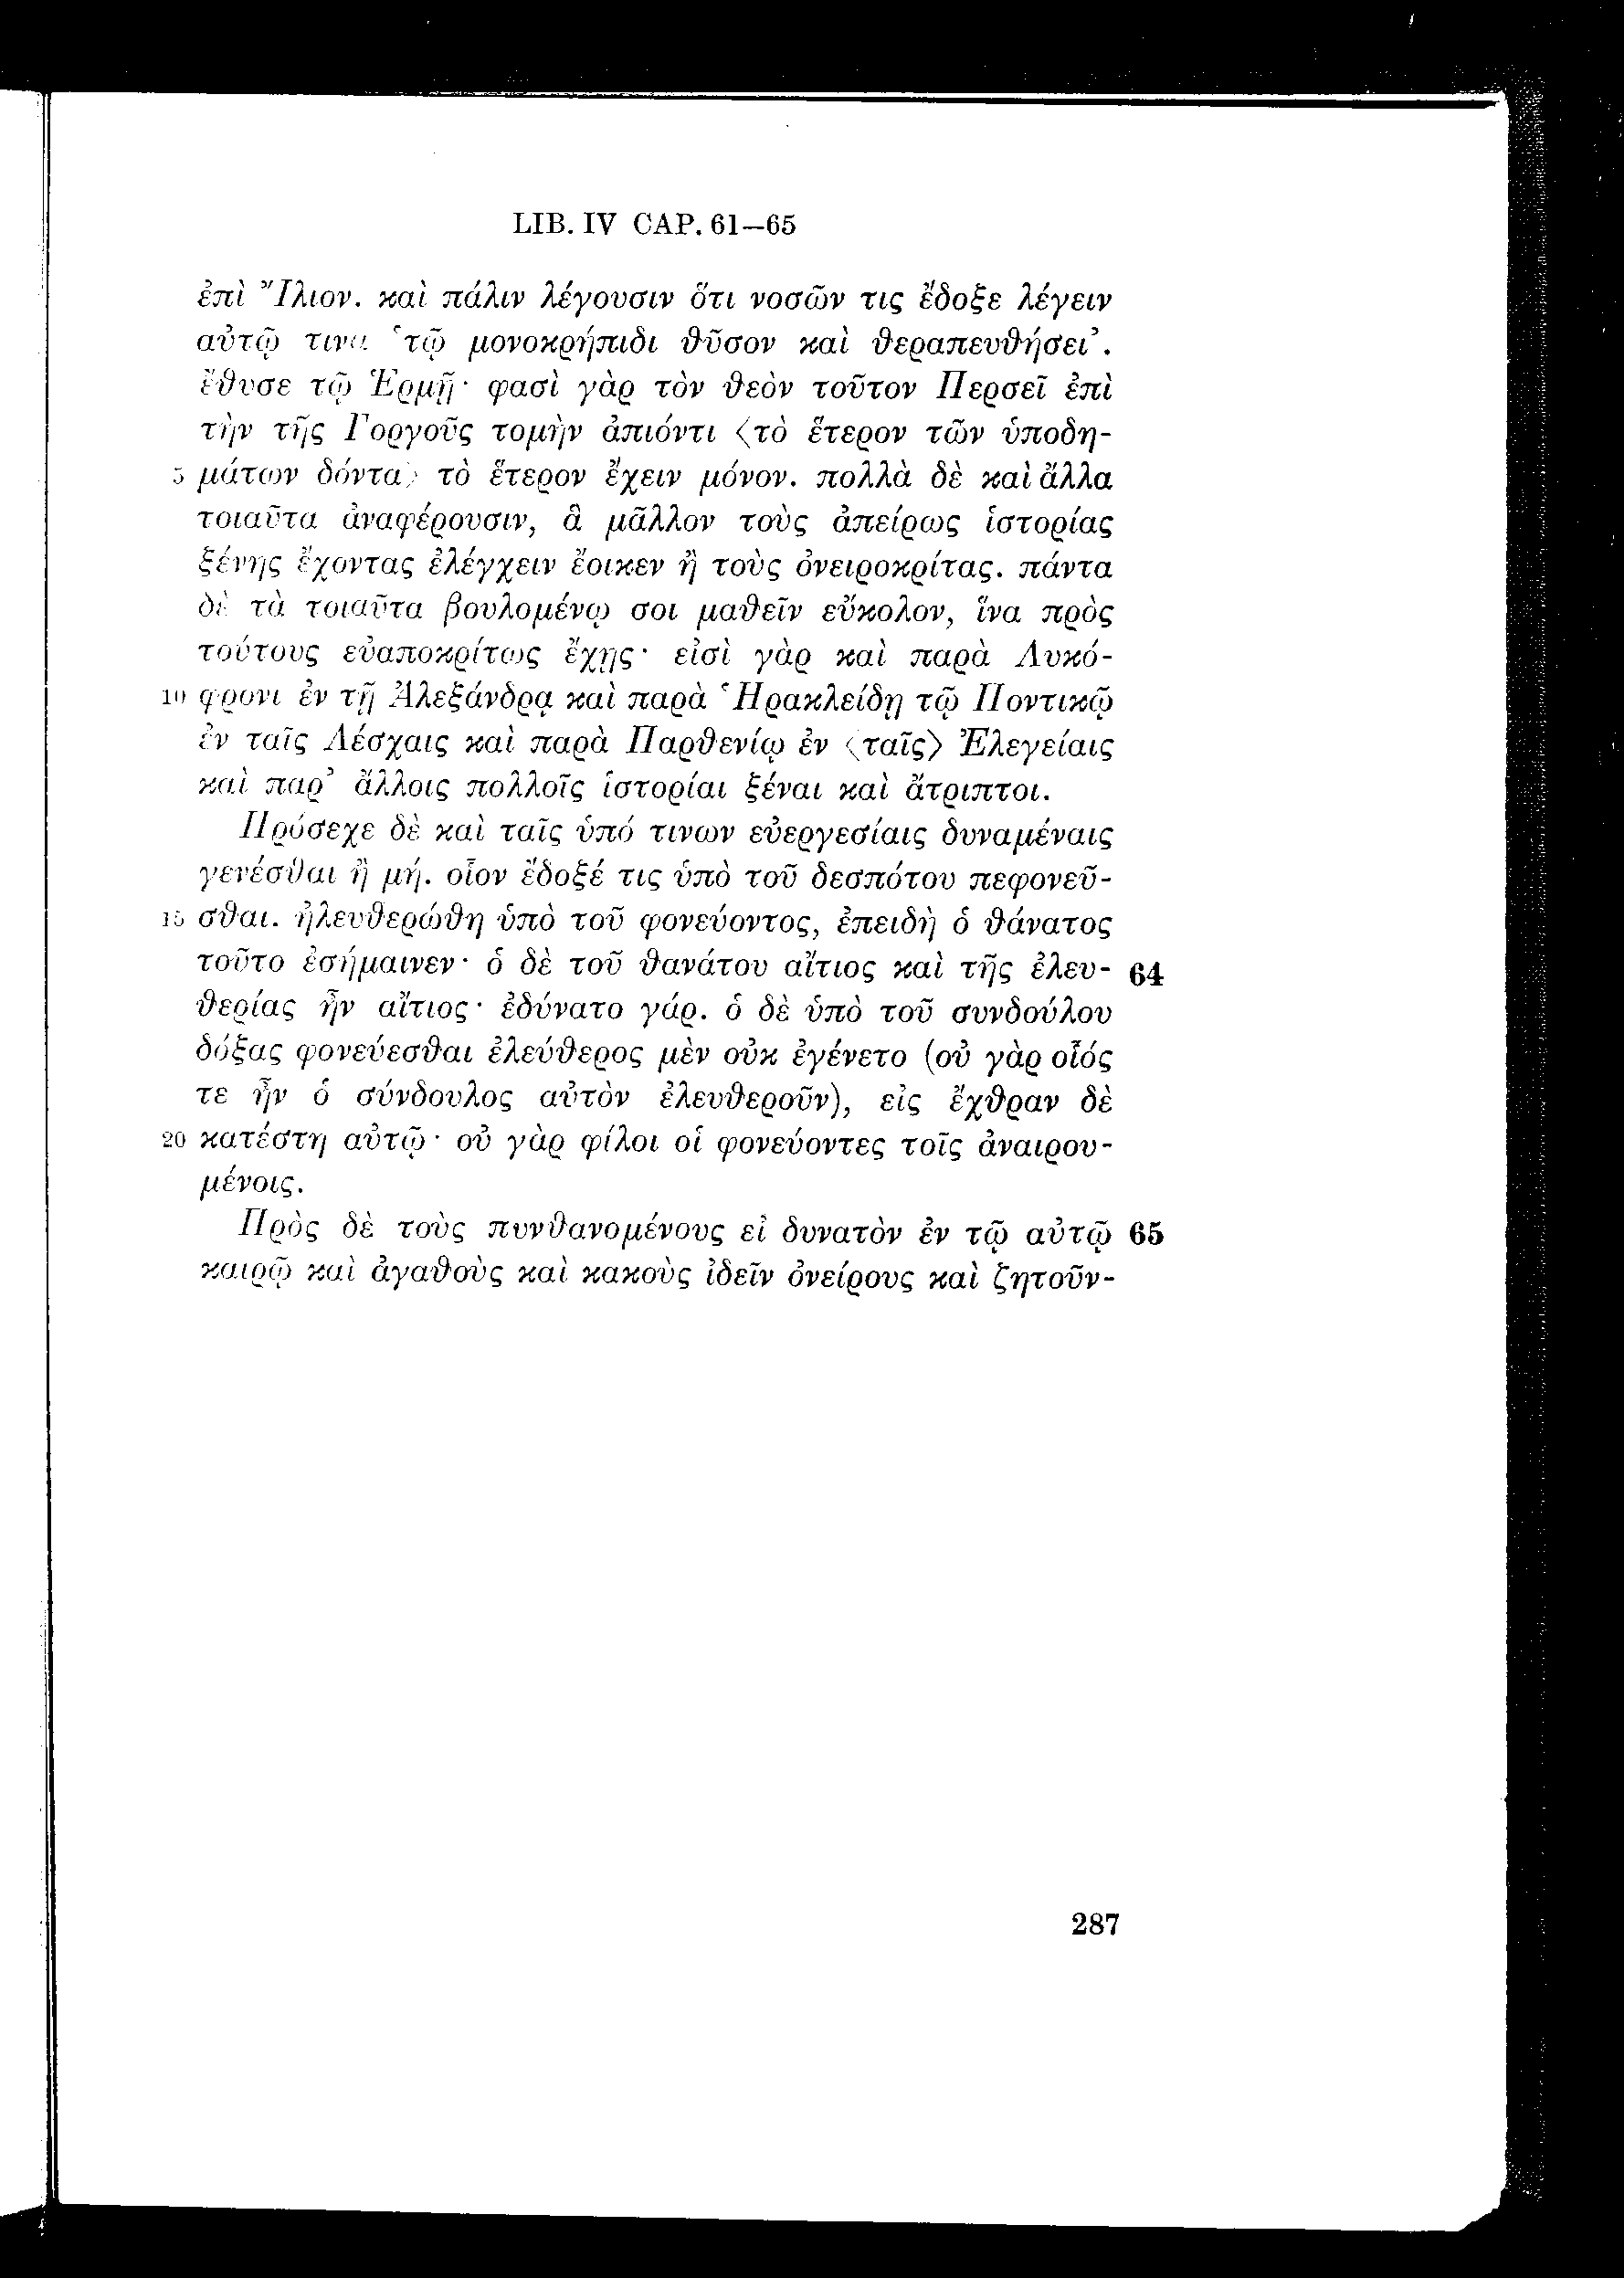 LIB. IV CAP. 61–65
ἐπὶ Ἴλιον. καὶ πάλιν λέγουσιν ὅτι νοσῶν τις ἔδοξε λέγειν
αὐτῷ τινα ʽτῷ μονοκρήπιδι θῦσον καὶ θεραπευθήσειʼ.
ἔθυσε τῷ Ἑρμῇ· φασὶ γὰρ τὸν θεὸν τοῦτον Περσεῖ ἐπὶ
τὴν τῆς Γοργοῦς τομὴν ἀπιόντι ⟨τὸ ἕτερον τῶν ὑποδη-
5 μάτων δόντα⟩ τὸ ἕτερον ἔχειν μόνον. πολλὰ δὲ καὶ ἄλλα
τοιαῦτα ἀναφέρουσιν, ἃ μᾶλλον τοὺς ἀπείρως ἱστορίας
ξένης ἔχοντας ἐλέγχειν ἔοικεν ἢ τοὺς ὀνειροκρίτας. πάντα
δὲ τὰ τοιαῦτα βουλομένῳ σοι μαθεῖν εὔκολον, ἵνα πρὸς
τούτους εὐαποκρίτως ἔχῃς· εἰσὶ γὰρ καὶ παρὰ Λυκό-
10 φρονι ἐν τῇ Ἀλεξάνδρᾳ καὶ παρὰ Ἡρακλείδῃ τῷ Ποντικῷ
ἐν ταῖς Λέσχαις καὶ παρὰ Παρθενίῳ ἐν ⟨ταῖς⟩ Ἐλεγείαις
καὶ παρʼ ἄλλοις πολλοῖς ἱστορίαι ξέναι καὶ ἄτριπτοι.
Πρόσεχε δὲ καὶ ταῖς ὑπό τινων εὐεργεσίαις δυναμέναις
γενέσθαι ἢ μή. οἷον ἔδοξέ τις ὑπὸ τοῦ δεσπότου πεφονεῦ-
15 σθαι. ἠλευθερώθη ὑπὸ τοῦ φονεύοντος, ἐπειδὴ ὁ θάνατος
τοῦτο ἐσήμαινεν· ὁ δὲ τοῦ θανάτου αἴτιος καὶ τῆς ἐλευ- 64
θερίας ἦν αἴτιος· ἐδύνατο γάρ. ὁ δὲ ὑπὸ τοῦ συνδούλου
δόξας φονεύεσθαι ἐλεύθερος μὲν οὐκ ἐγένετο (οὐ γὰρ οἷός
τε ἦν ὁ σύνδουλος αὐτὸν ἐλευθεροῦν), εἰς ἔχθραν δὲ
20 κατέστη αὐτῷ· οὐ γὰρ φίλοι οἱ φονεύοντες τοῖς ἀναιρου-
μένοις.
Πρὸς δὲ τοὺς πυνθανομένους εἰ δυνατὸν ἐν τῷ αὐτῷ 65
καιρῷ καὶ ἀγαθοὺς καὶ κακοὺς ἰδεῖν ὀνείρους καὶ ζητοῦν-
287